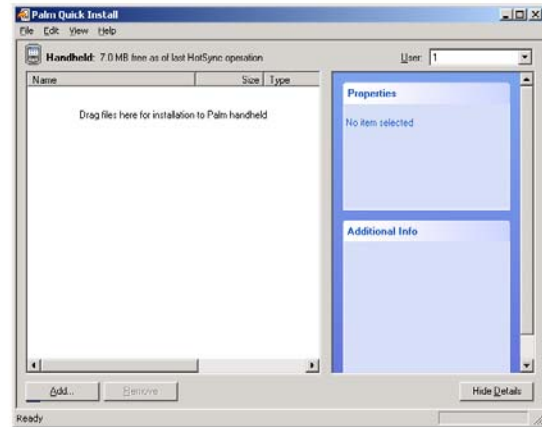 Palm Quick Install
File Edit View Help
Handheld: 7.0 MB free as of last HotSync operation User: 1
Name Size Type
Drag files here for installation to Palm handheld
Properties
No item selected
Additional Info
Add... Remove Hide Details
Ready